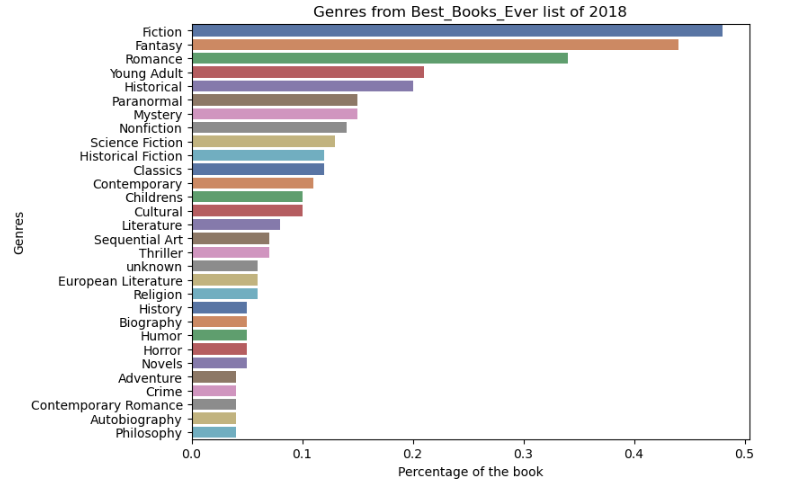 Genres from Best_Books_Ever list of 2018
Fiction
Fantasy
Romance
Young Adult
Historical
Paranormal
Mystery
Nonfiction
Science Fiction
Historical Fiction
Classics
Contemporary
Childrens
Cultural
Literature
Sequential Art
Thriller
unknown
European Literature
Religion
History
Biography
Humor
Horror
Novels
Adventure
Crime
Contemporary Romance
Autobiography
Philosophy
Genres
0.0 0.1 0.2 0.3 0.4 0.5
Percentage of the book